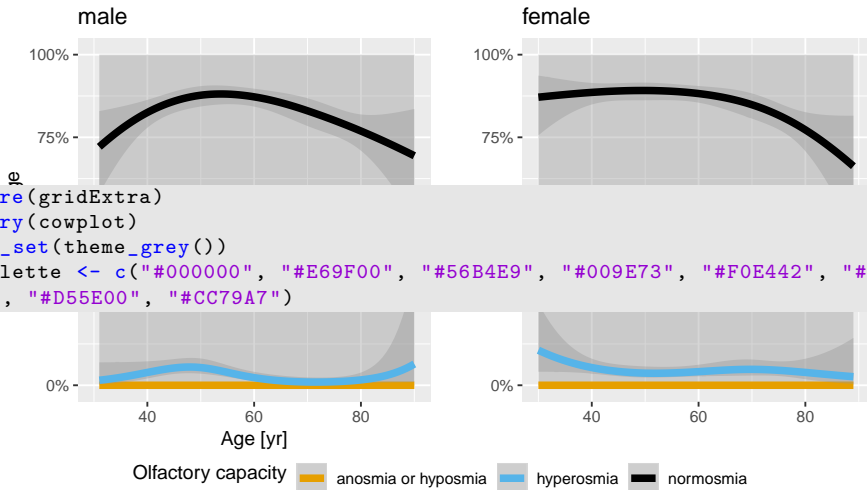 male female
100% 100%
75% 75%
ge
re(gridExtra)
ry(cowplot)
_set(theme_grey())
lette <- c("#000000", "#E69F00", "#56B4E9", "#009E73", "#F0E442", "#
, "#D55E00", "#CC79A7")
0% 0%
40 60 80 40 60 80
Age [yr]
Olfactory capacity anosmia or hyposmia hyperosmia normosmia